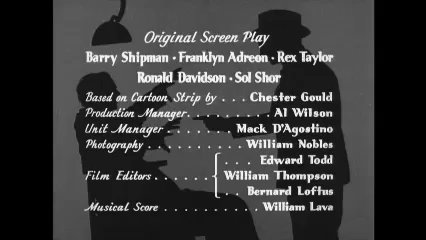 Original Screen Play
Barry Shipman · Franklyn Adreon · Rex Taylor
Ronald Davidson · Sol Shor
Based on Cartoon Strip by . . . Chester Gould
Production Manager. . . . . . . . . Al Wilson
Unit Manager . . . . . . . . Mack D'Agostino
Photography . . . . . . . . . . William Nobles
. . . Edward Todd
Film Editors . . . . . . William Thompson
. . . Bernard Loftus
Musical Score . . . . . . . . . . William Lava